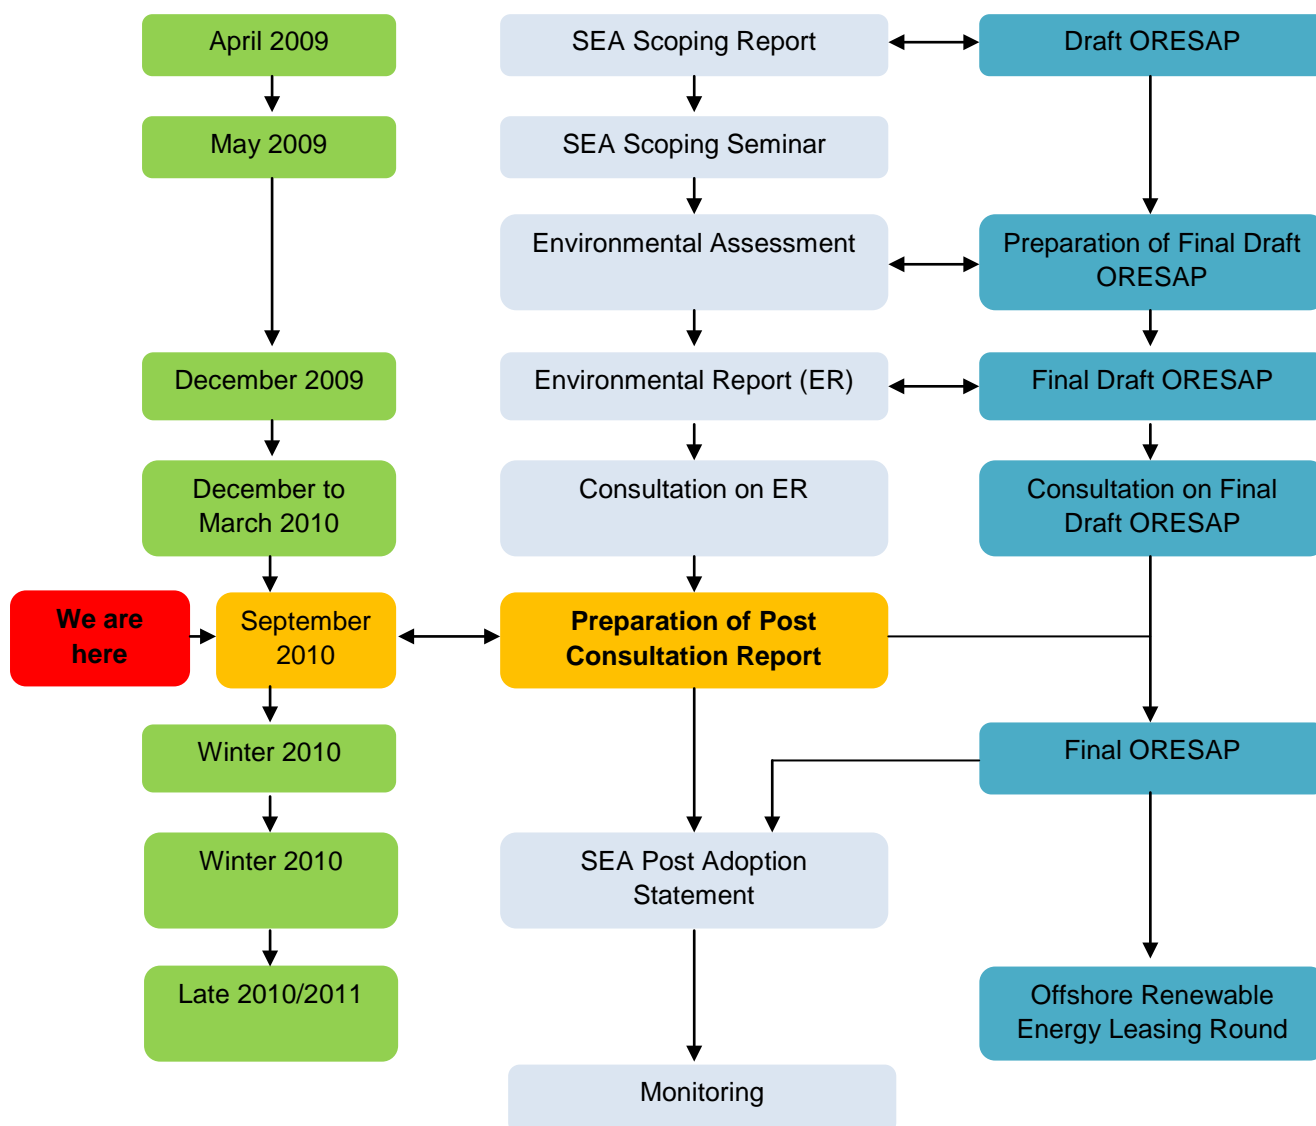 April 2009
SEA Scoping Report
Draft ORESAP
May 2009
SEA Scoping Seminar
Environmental Assessment
Preparation of Final Draft
ORESAP
December 2009
Environmental Report (ER)
Final Draft ORESAP
December to
March 2010
Consultation on ER
Consultation on Final
Draft ORESAP
We are
here
September
2010
Preparation of Post
Consultation Report
Winter 2010
Final ORESAP
Winter 2010
SEA Post Adoption
Statement
Late 2010/2011
Offshore Renewable
Energy Leasing Round
Monitoring